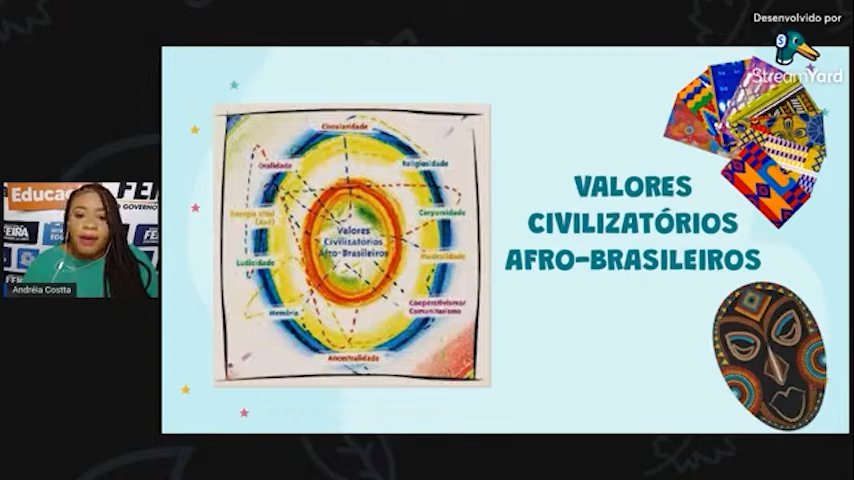 Desenvolvido por
StreamYard
VALORES
CIVILIZATÓRIOS
AFRO-BRASILEIROS
Circularidade
Oralidade
Religiosidade
Energia Vital
(Axé)
Corporeidade
Valores
Civilizatórios
Afro-Brasileiros
Musicalidade
Ludicidade
Cooperativismo/
Comunitarismo
Memória
Ancestralidade
Educação
FEIRA
Andréia Costta